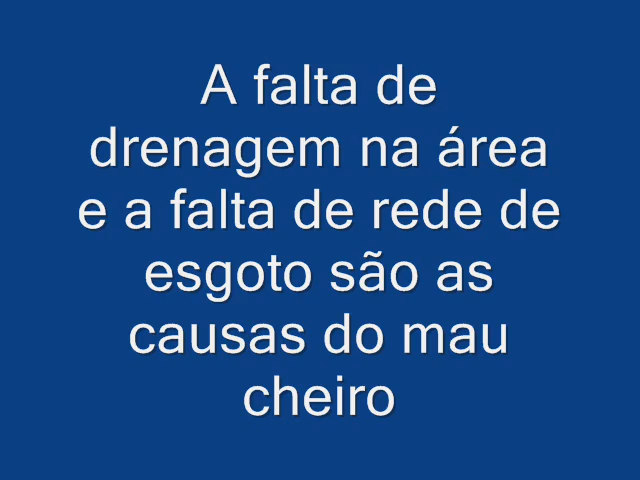 A falta de
drenagem na área
e a falta de rede de
esgoto são as
causas do mau
cheiro